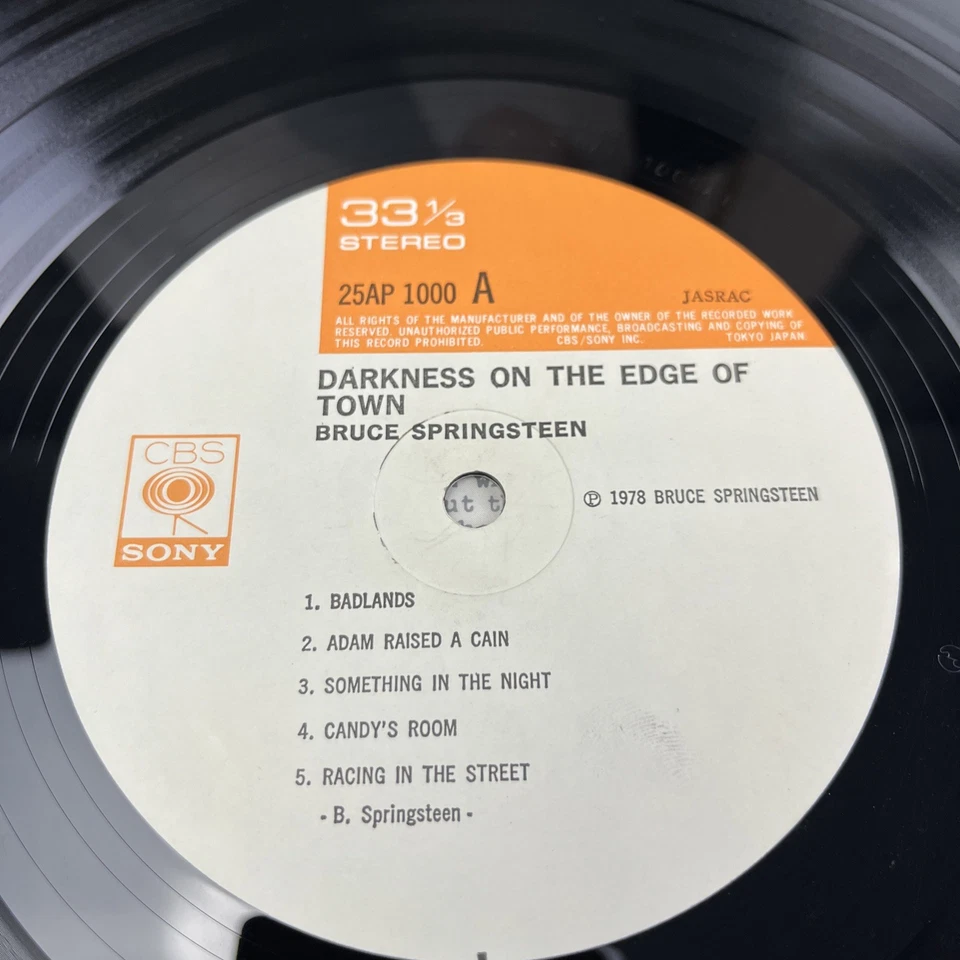 33 1/3
STEREO
25AP 1000 A
JASRAC
ALL RIGHTS OF THE MANUFACTURER AND OF THE OWNER OF THE RECORDED WORK
RESERVED. UNAUTHORIZED PUBLIC PERFORMANCE, BROADCASTING AND COPYING OF
THIS RECORD PROHIBITED. CBS/SONY INC. TOKYO JAPAN
DARKNESS ON THE EDGE OF
TOWN
BRUCE SPRINGSTEEN
CBS
SONY
ut t
℗ 1978 BRUCE SPRINGSTEEN
1. BADLANDS
2. ADAM RAISED A CAIN
3. SOMETHING IN THE NIGHT
4. CANDY'S ROOM
5. RACING IN THE STREET
- B. Springsteen -